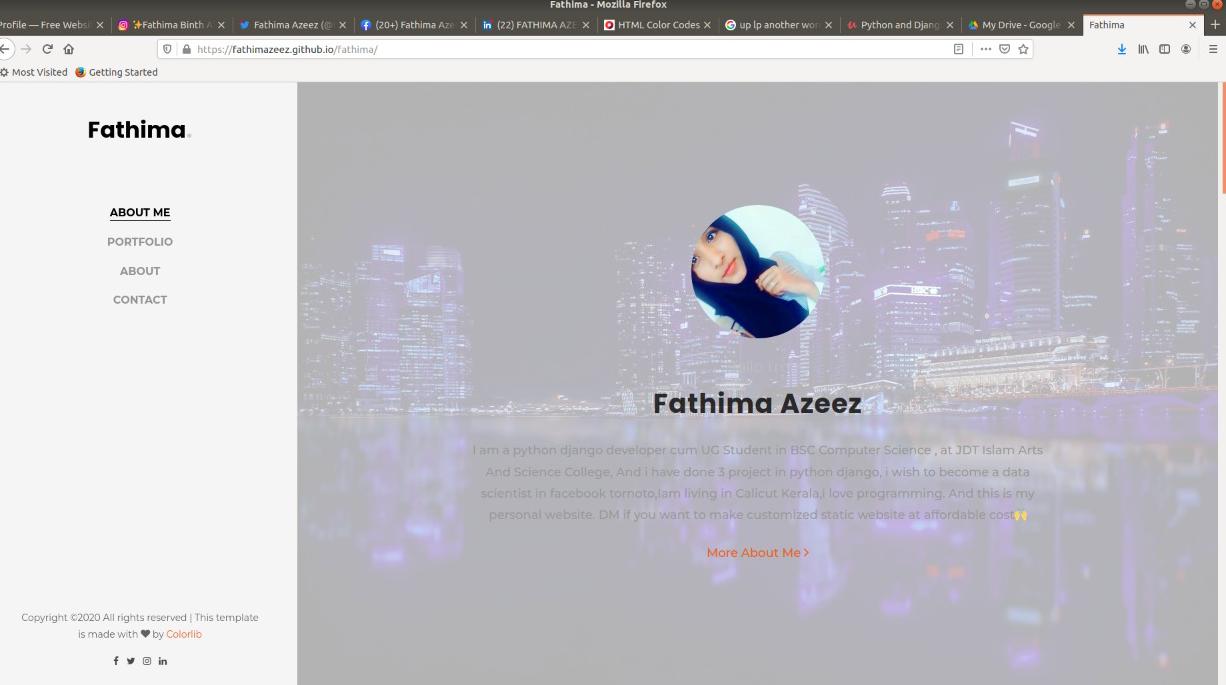 Fathima - Mozilla Firefox
rofile — Free Websi
✨Fathima Binth A
Fathima Azeez (@
(20+) Fathima Aze
(22) FATHIMA AZE
HTML Color Codes
up lp another wor
Python and Djang
My Drive - Google
Fathima
https://fathimazeez.github.io/fathima/
Most Visited
Getting Started
Fathima.
ABOUT ME
PORTFOLIO
ABOUT
CONTACT
Fathima Azeez
I am a python django developer cum UG Student in BSC Computer Science , at JDT Islam Arts
And Science College, And i have done 3 project in python django, i wish to become a data
scientist in facebook tornoto,Iam living in Calicut Kerala,i love programming. And this is my
personal website. DM if you want to make customized static website at affordable cost🙌
More About Me >
Copyright ©2020 All rights reserved | This template
is made with ♥ by Colorlib